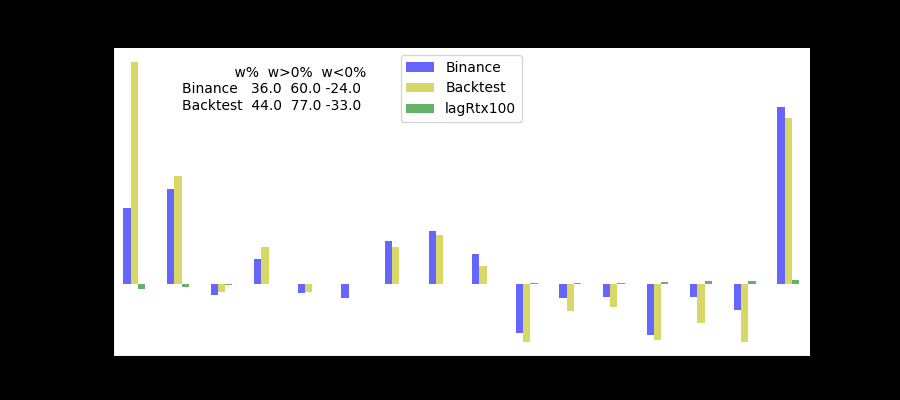 w%  w>0%  w<0%
Binance   36.0  60.0 -24.0
Backtest  44.0  77.0 -33.0
Binance
Backtest
lagRtx100